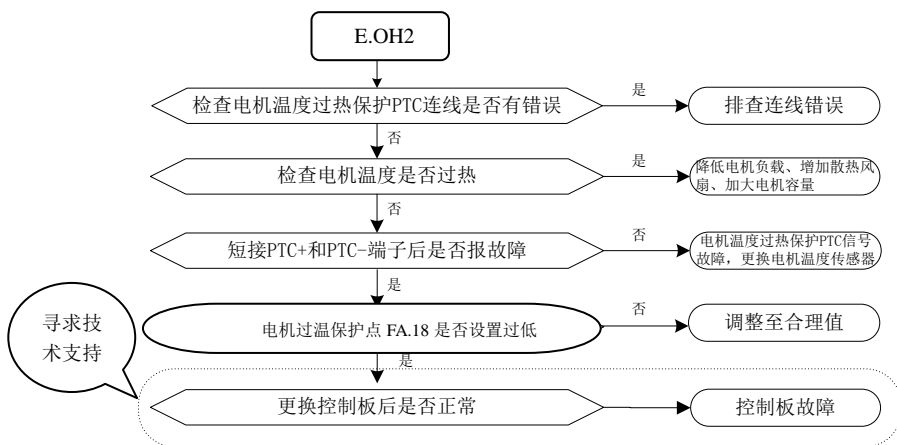 E.OH2
检查电机温度过热保护PTC连线是否有错误
是
排查连线错误
否
检查电机温度是否过热
是
降低电机负载、增加散热风
扇、加大电机容量
否
短接PTC+和PTC-端子后是否报故障
否
电机温度过热保护PTC信号
故障，更换电机温度传感器
是
电机过温保护点 FA.18 是否设置过低
否
调整至合理值
寻求技
术支持
是
更换控制板后是否正常
控制板故障